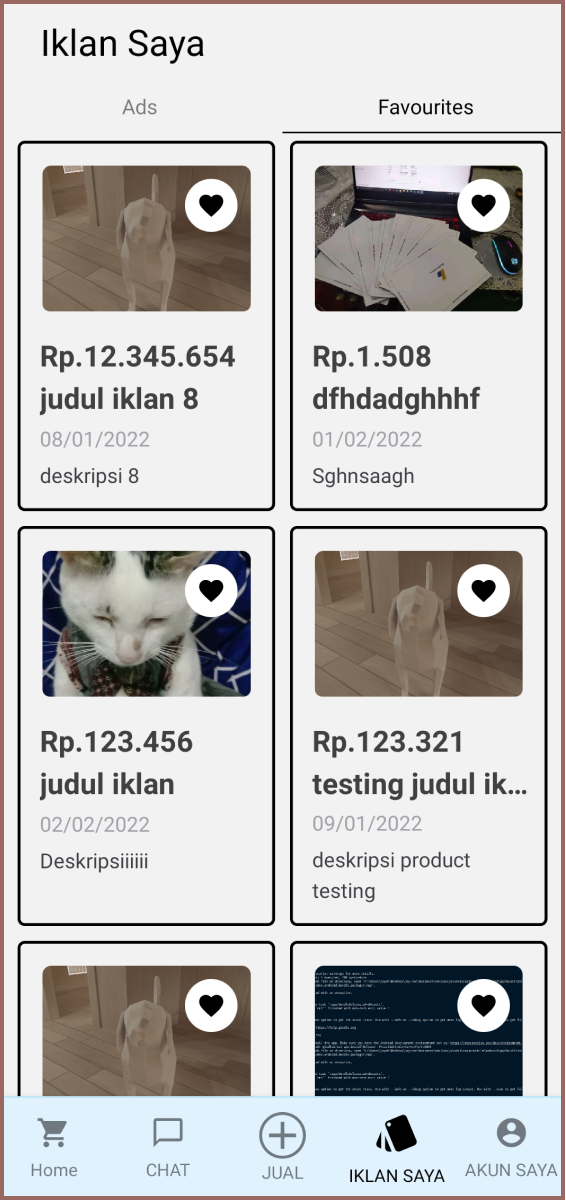 Iklan Saya
Ads
Favourites
Rp.12.345.654
judul iklan 8
08/01/2022
deskripsi 8
Rp.1.508
dfhdadghhhf
01/02/2022
Sghnsaagh
Rp.123.456
judul iklan
02/02/2022
Deskripsiiiiii
Rp.123.321
testing judul ik...
09/01/2022
deskripsi product
testing
Home
CHAT
JUAL
IKLAN SAYA
AKUN SAYA